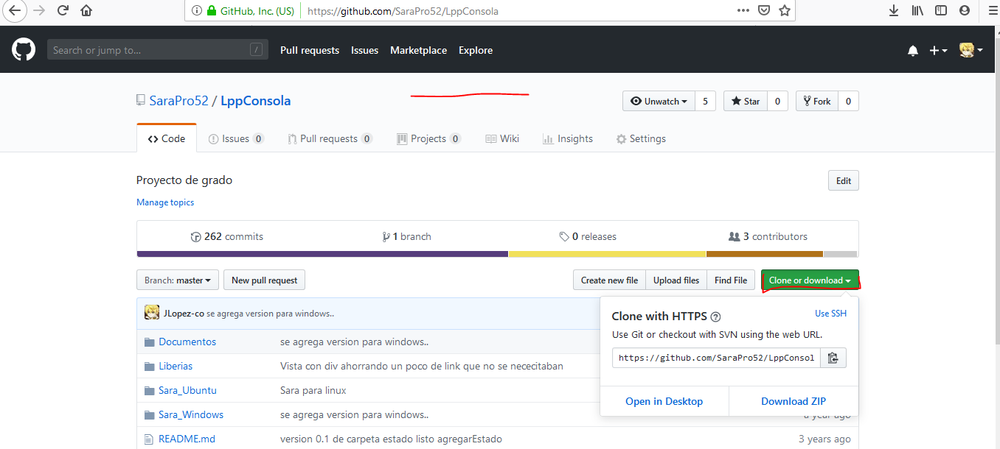 GitHub, Inc. (US) https://github.com/SaraPro52/LppConsola
Search or jump to... / Pull requests Issues Marketplace Explore
SaraPro52 / LppConsola Unwatch 5 Star 0 Fork 0
Code Issues 0 Pull requests 0 Projects 0 Wiki Insights Settings
Proyecto de grado Edit
Manage topics
262 commits 1 branch 0 releases 3 contributors
Branch: master New pull request Create new file Upload files Find File Clone or download
JLopez-co se agrega version para windows..
Clone with HTTPS ? Use SSH
Use Git or checkout with SVN using the web URL.
https://github.com/SaraPro52/LppConsol
Open in Desktop Download ZIP
Documentos se agrega version para windows..
Liberias Vista con div ahorrando un poco de link que no se nececitaban
Sara_Ubuntu Sara para linux
Sara_Windows se agrega version para windows.. a year ago
README.md version 0.1 de carpeta estado listo agregarEstado 3 years ago